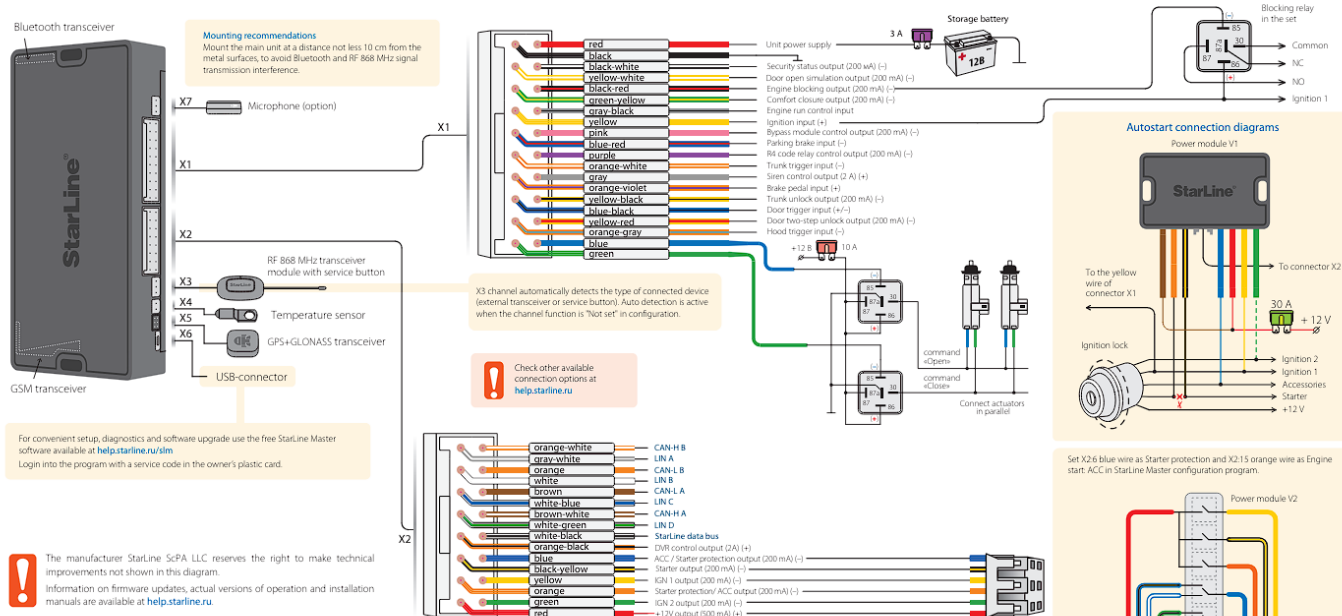 Bluetooth transceiver
StarLine®
GSM transceiver
Mounting recommendations
Mount the main unit at a distance not less 10 cm from the
metal surfaces, to avoid Bluetooth and RF 868 MHz signal
transmission interference.
X7
Microphone (option)
X1
X2
X3
RF 868 MHz transceiver
module with service button
X4
Temperature sensor
X5
GPS+GLONASS transceiver
X6
USB-connector
For convenient setup, diagnostics and software upgrade use the free StarLine Master
software available at help.starline.ru/slm
Login into the program with a service code in the owner's plastic card.
The manufacturer StarLine ScPA LLC reserves the right to make technical
improvements not shown in this diagram.
Information on firmware updates, actual versions of operation and installation
manuals are available at help.starline.ru.
X1
red Unit power supply
black
black-white Security status output (200 мА) (–)
yellow-white Door open simulation output (200 mA) (–)
black-red Engine blocking output (200 mA) (–)
green-yellow Comfort closure output (200 mA) (–)
gray-black Engine run control input
yellow Ignition input (+)
pink Bypass module control output (200 mA) (–)
blue-red Parking brake input (–)
purple R4 code relay control output (200 mA) (–)
orange-white Trunk trigger input (–)
gray Siren control output (2 A) (+)
orange-violet Brake pedal input (+)
yellow-black Trunk unlock output (200 mA) (–)
blue-black Door trigger input (+/–)
yellow-red Door two-step unlock output (200 mA) (–)
orange-gray Hood trigger input (–)
blue
green
3 A
Storage battery
12В
+12 В
10 A
(–)
85
87a
30
87
86
(+)
(–)
85
87a
30
87
86
(+)
command
«Open»
command
«Close»
Connect actuators
in parallel
X3 channel automatically detects the type of connected device
(external transceiver or service button). Auto detection is active
when the channel function is "Not set" in configuration.
Check other available
connection options at
help.starline.ru
Blocking relay
in the set
(–)
85
87a
30
87
86
(+)
Common
NC
NO
Ignition 1
Autostart connection diagrams
Power module V1
StarLine®
To connector X2
To the yellow
wire of
connector X1
30 A
+ 12 V
Ignition lock
Ignition 2
Ignition 1
Accessories
Starter
+12 V
Set X2:6 blue wire as Starter protection and X2:15 orange wire as Engine
start: ACC in StarLine Master configuration program.
Power module V2
X2
orange-white CAN-H B
gray-white LIN A
orange CAN-L B
white LIN B
brown CAN-L A
white-blue LIN C
brown-white CAN-H A
white-green LIN D
white-black StarLine data bus
orange-black DVR control output (2A) (+)
blue ACC / Starter protection output (200 mA) (–)
black-yellow Starter output (200 mA) (–)
yellow IGN 1 output (200 mA) (–)
orange Starter protection/ ACC output (200 mA) (–)
green IGN 2 output (200 mA) (–)
red +12V output (500 mA) (+)